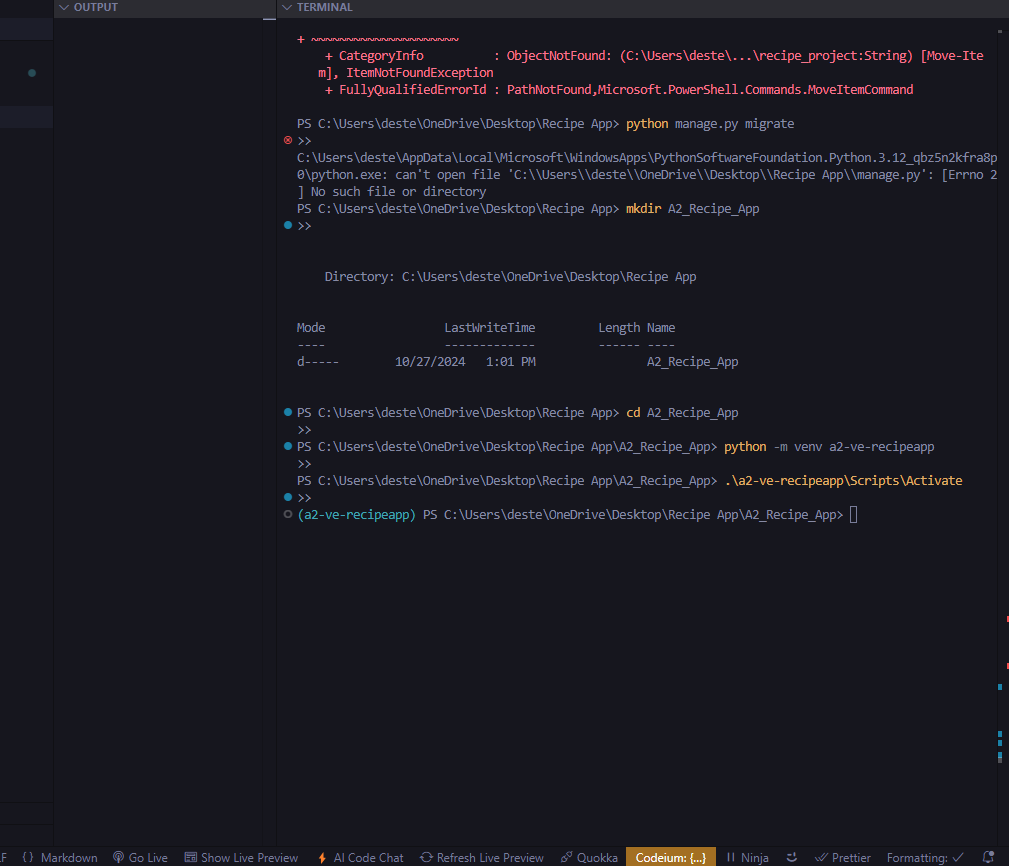 OUTPUT
TERMINAL
+ ~~~~~~~~~~~~~~~~~~~~~
+ CategoryInfo          : ObjectNotFound: (C:\Users\deste\...\recipe_project:String) [Move-Ite
m], ItemNotFoundException
+ FullyQualifiedErrorId : PathNotFound,Microsoft.PowerShell.Commands.MoveItemCommand
PS C:\Users\deste\OneDrive\Desktop\Recipe App> python manage.py migrate
>>
C:\Users\deste\AppData\Local\Microsoft\WindowsApps\PythonSoftwareFoundation.Python.3.12_qbz5n2kfra8p
0\python.exe: can't open file 'C:\\Users\\deste\\OneDrive\\Desktop\\Recipe App\\manage.py': [Errno 2
] No such file or directory
PS C:\Users\deste\OneDrive\Desktop\Recipe App> mkdir A2_Recipe_App
>>
Directory: C:\Users\deste\OneDrive\Desktop\Recipe App
Mode                 LastWriteTime         Length Name
----                 -------------         ------ ----
d-----        10/27/2024   1:01 PM                A2_Recipe_App
PS C:\Users\deste\OneDrive\Desktop\Recipe App> cd A2_Recipe_App
>>
PS C:\Users\deste\OneDrive\Desktop\Recipe App\A2_Recipe_App> python -m venv a2-ve-recipeapp
>>
PS C:\Users\deste\OneDrive\Desktop\Recipe App\A2_Recipe_App> .\a2-ve-recipeapp\Scripts\Activate
>>
(a2-ve-recipeapp) PS C:\Users\deste\OneDrive\Desktop\Recipe App\A2_Recipe_App>
F {} Markdown Go Live Show Live Preview AI Code Chat Refresh Live Preview Quokka Codeium: {...} Ninja Prettier Formatting: ✓